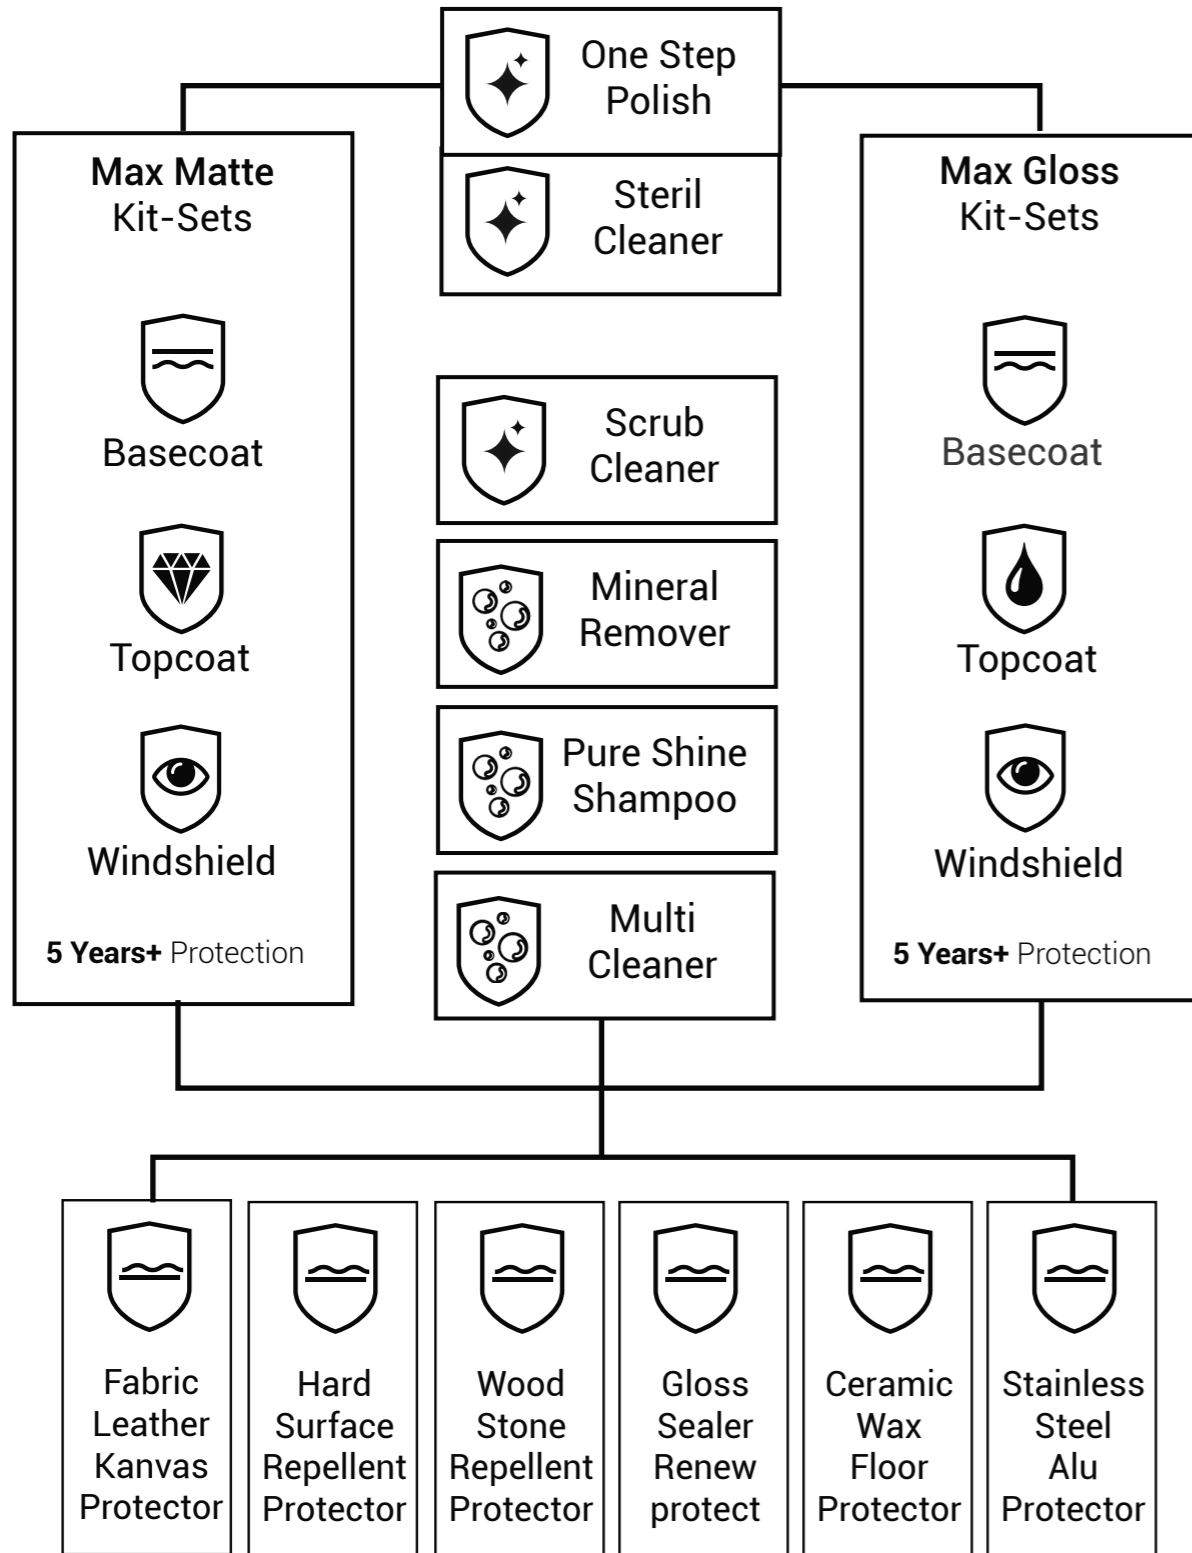 One Step
Polish
Steril
Cleaner
Max Matte
Kit-Sets
Basecoat
Topcoat
Windshield
5 Years+ Protection
Scrub
Cleaner
Mineral
Remover
Pure Shine
Shampoo
Multi
Cleaner
Max Gloss
Kit-Sets
Basecoat
Topcoat
Windshield
5 Years+ Protection
Fabric
Leather
Kanvas
Protector
Hard
Surface
Repellent
Protector
Wood
Stone
Repellent
Protector
Gloss
Sealer
Renew
protect
Ceramic
Wax
Floor
Protector
Stainless
Steel
Alu
Protector